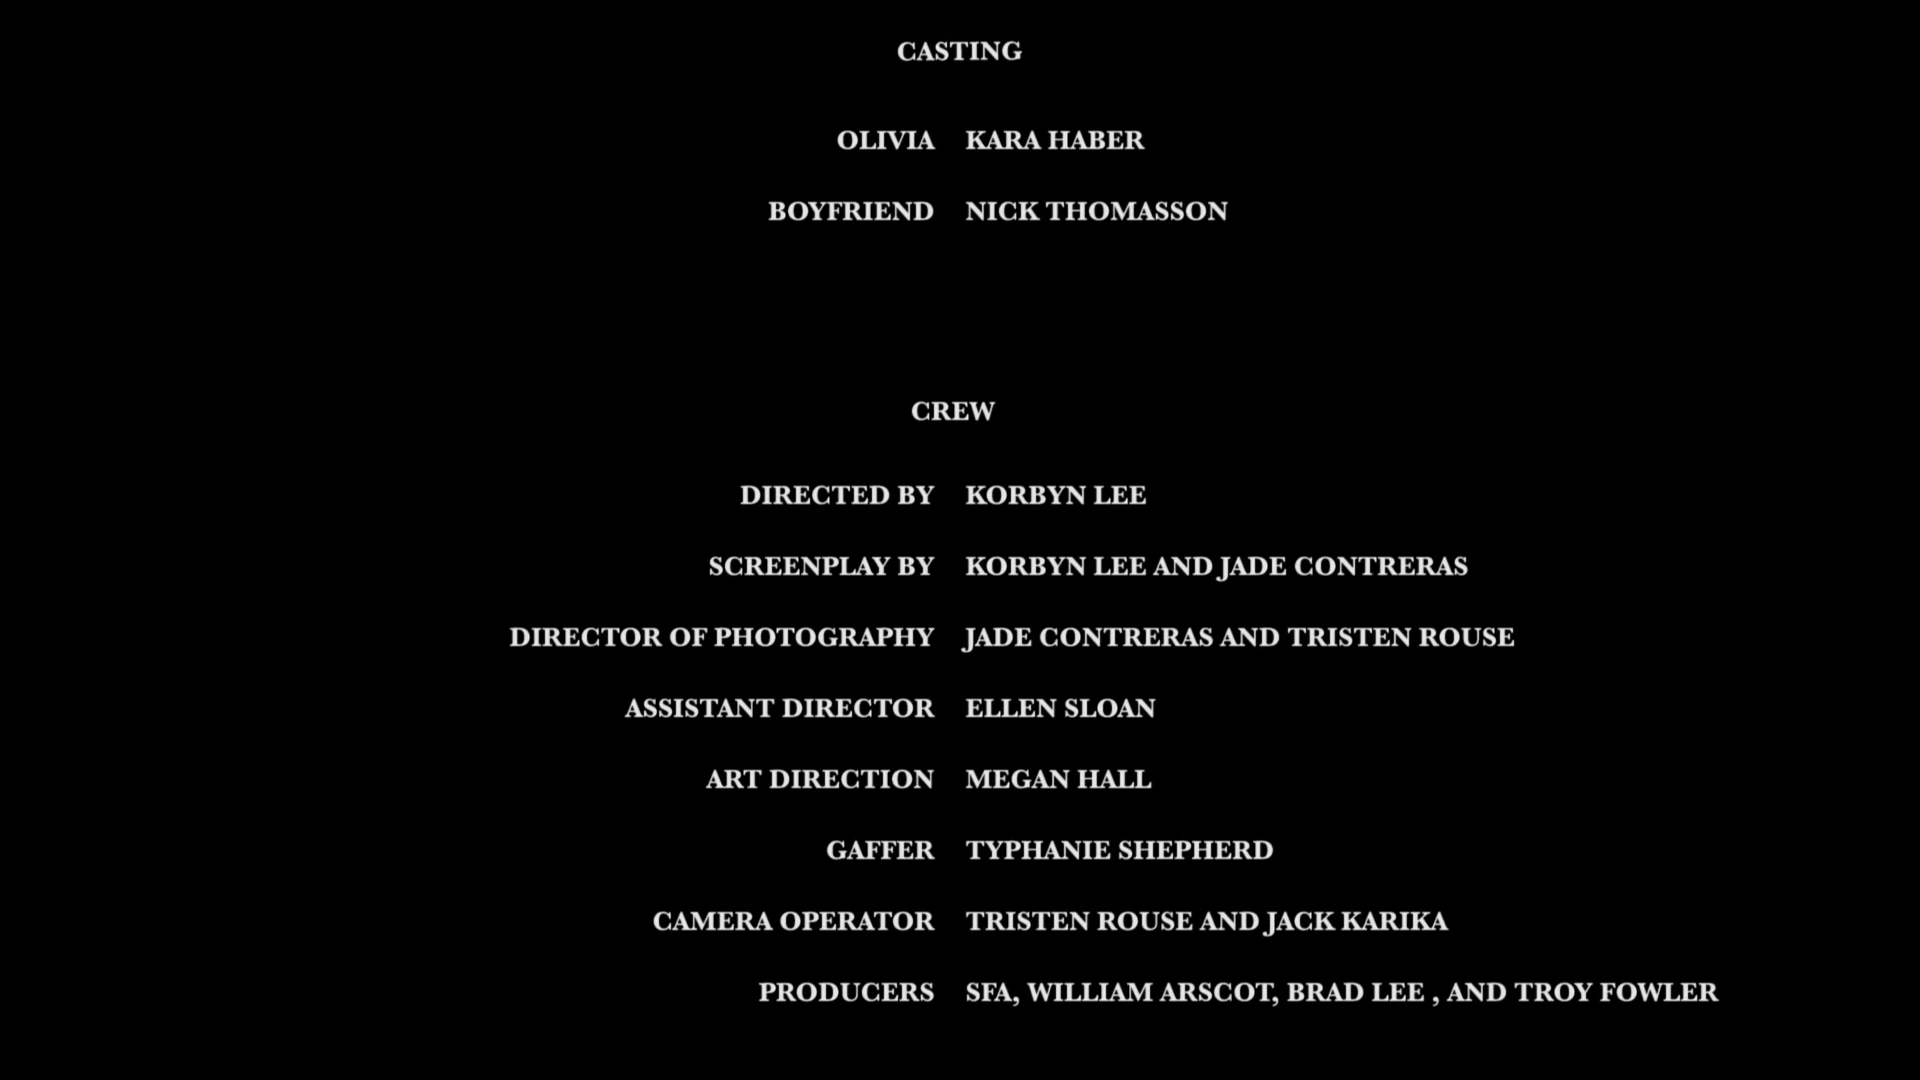 CASTING
OLIVIA KARA HABER
BOYFRIEND NICK THOMASSON
CREW
DIRECTED BY KORBYN LEE
SCREENPLAY BY KORBYN LEE AND JADE CONTRERAS
DIRECTOR OF PHOTOGRAPHY JADE CONTRERAS AND TRISTEN ROUSE
ASSISTANT DIRECTOR ELLEN SLOAN
ART DIRECTION MEGAN HALL
GAFFER TYPHANIE SHEPHERD
CAMERA OPERATOR TRISTEN ROUSE AND JACK KARIKA
PRODUCERS SFA, WILLIAM ARSCOT, BRAD LEE , AND TROY FOWLER